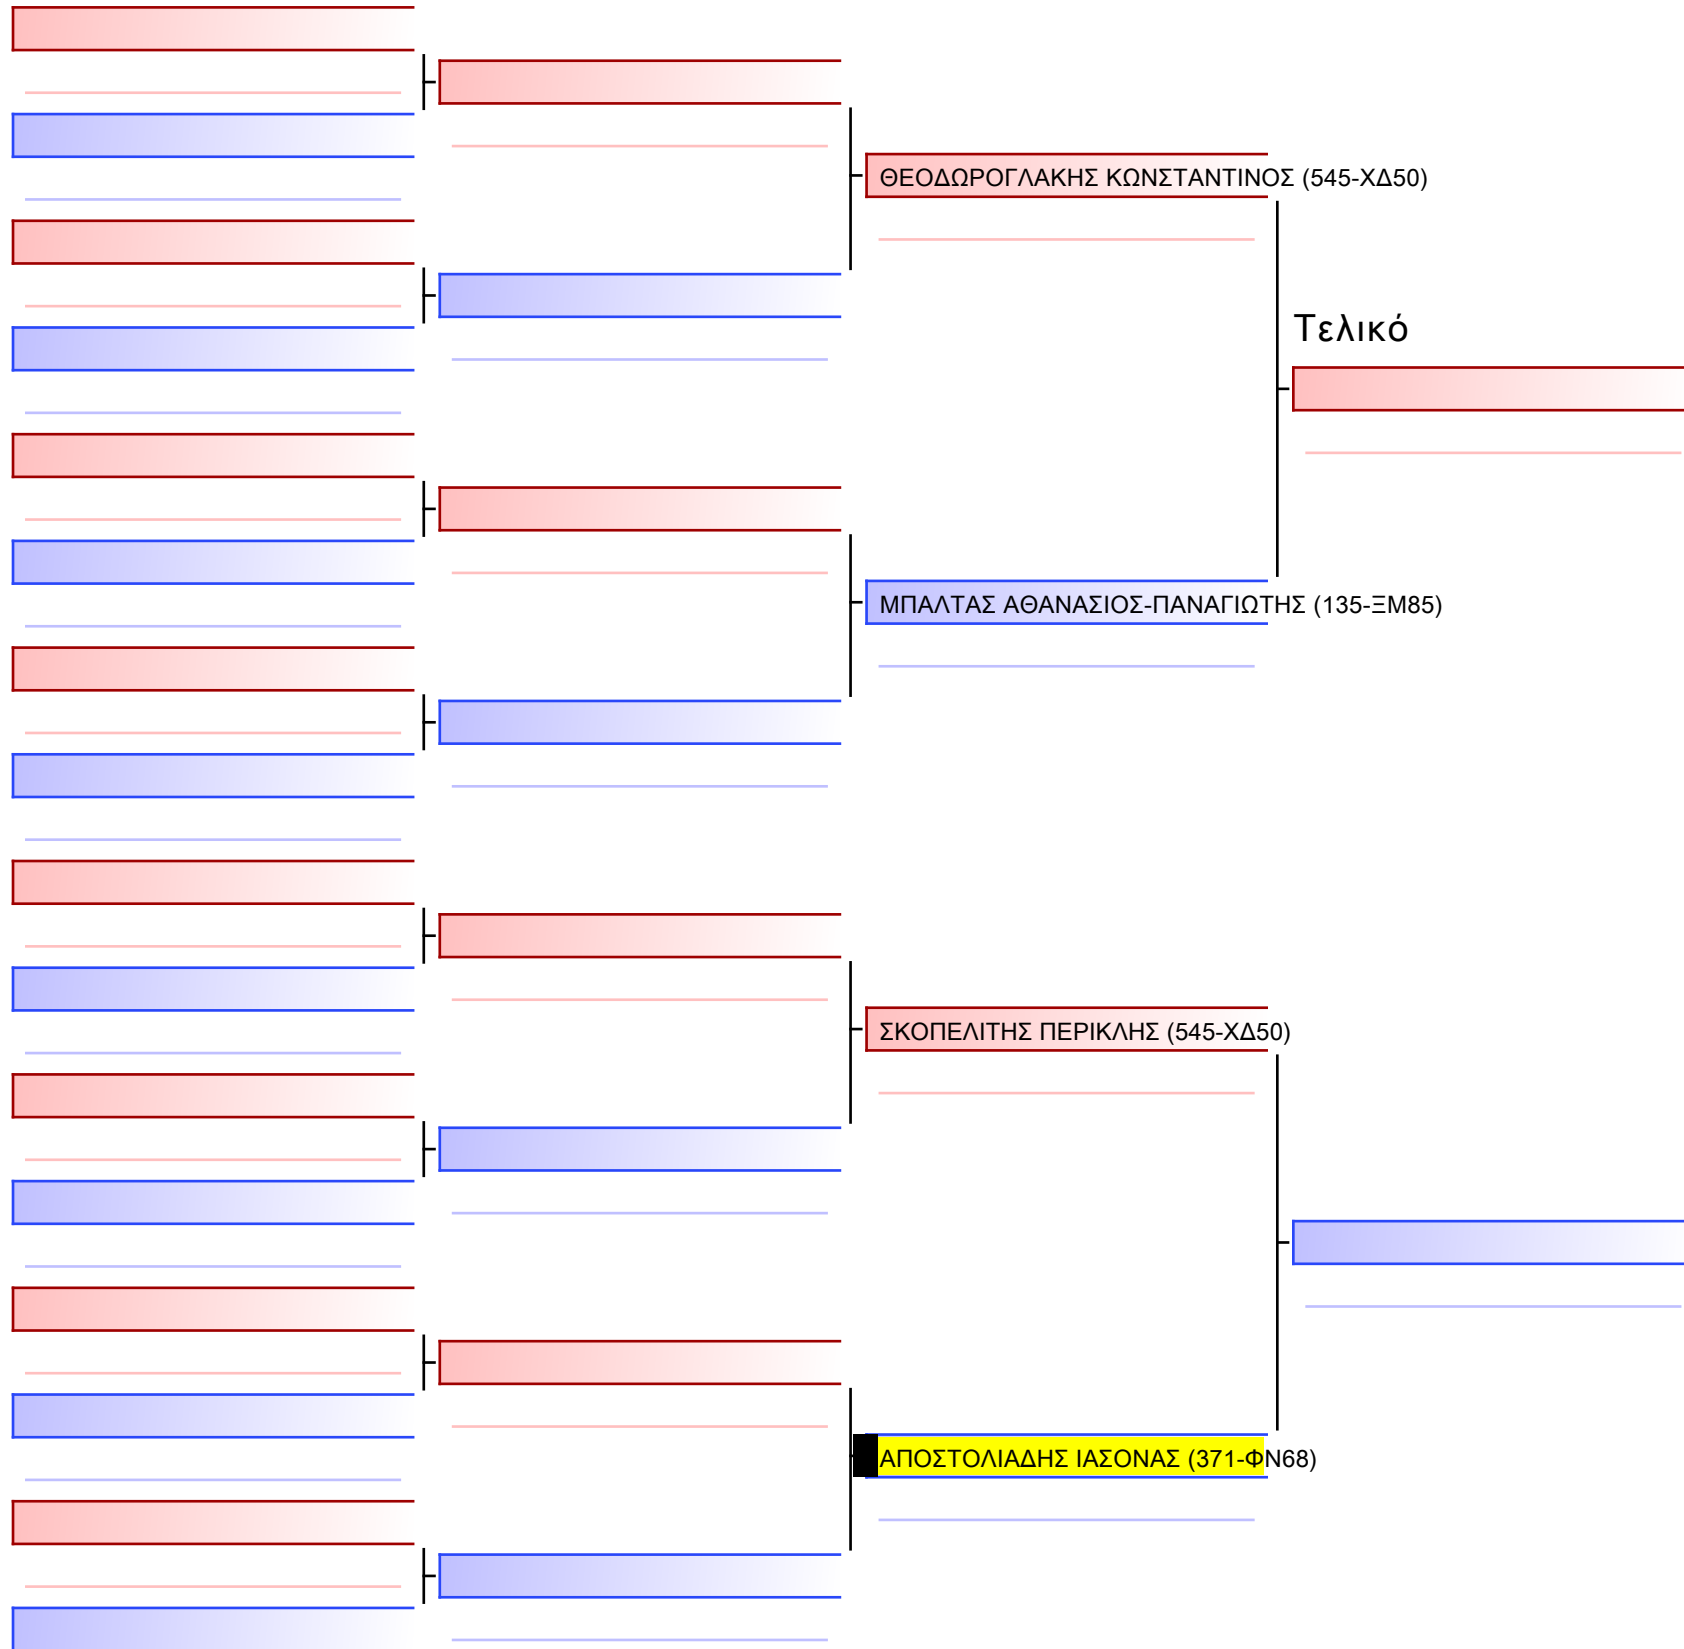 ΘΕΟΔΩΡΟΓΛΑΚΗΣ ΚΩΝΣΤΑΝΤΙΝΟΣ (545-ΧΔ50)
Τελικό
ΜΠΑΛΤΑΣ ΑΘΑΝΑΣΙΟΣ-ΠΑΝΑΓΙΩΤΗΣ (135-ΞΜ85)
ΣΚΟΠΕΛΙΤΗΣ ΠΕΡΙΚΛΗΣ (545-ΧΔ50)
ΑΠΟΣΤΟΛΙΑΔΗΣ ΙΑΣΟΝΑΣ (371-ΦΝ68)